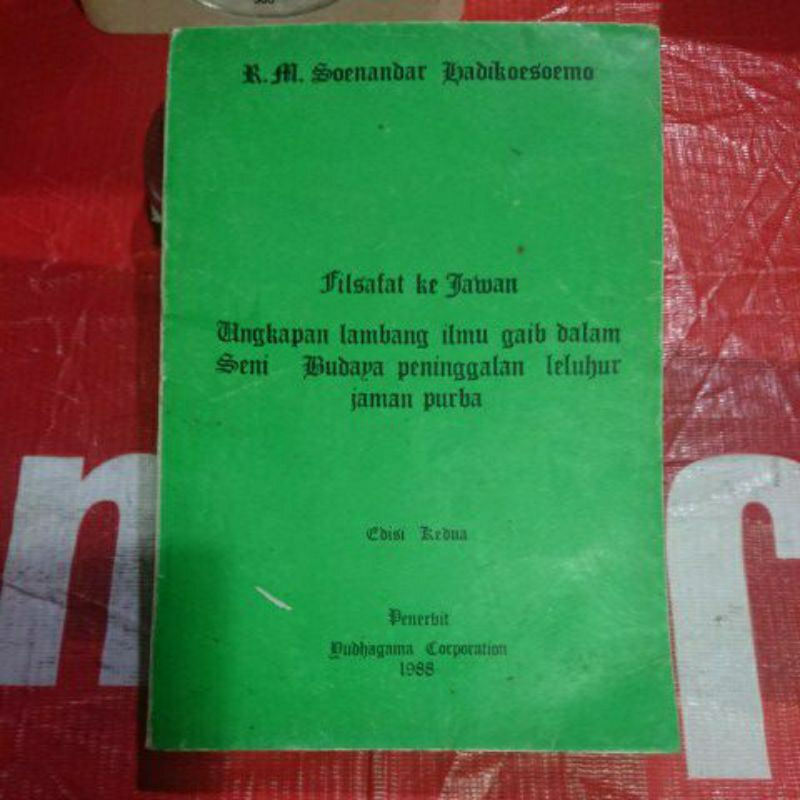 R.M. Soenandar Hadikoesoemo
Filsafat ke Jawan
Ungkapan lambang ilmu gaib dalam
Seni Budaya peninggalan leluhur
jaman purba
Edisi Kedua
Penerbit
Yudhagama Corporation
1988